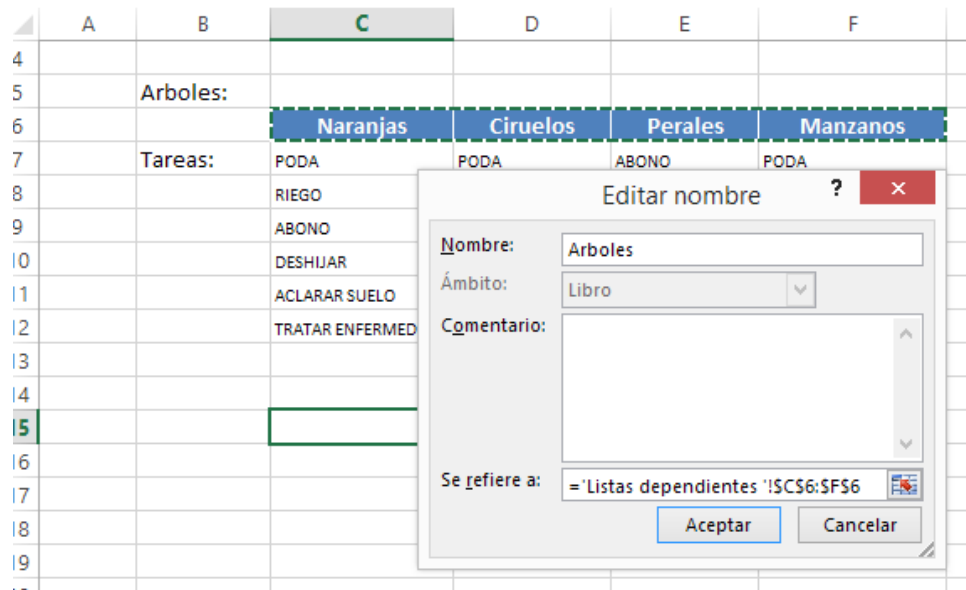 A B C D E F
4
5 Arboles:
6 Naranjas Ciruelos Perales Manzanos
7 Tareas: PODA PODA ABONO PODA
8 RIEGO
9 ABONO
10 DESHIJAR
11 ACLARAR SUELO
12 TRATAR ENFERMED
13
14
15
16
17
18
19
Editar nombre ?
Nombre: Arboles
Ámbito: Libro
Comentario:
Se refiere a: ='Listas dependientes '!$C$6:$F$6
Aceptar Cancelar